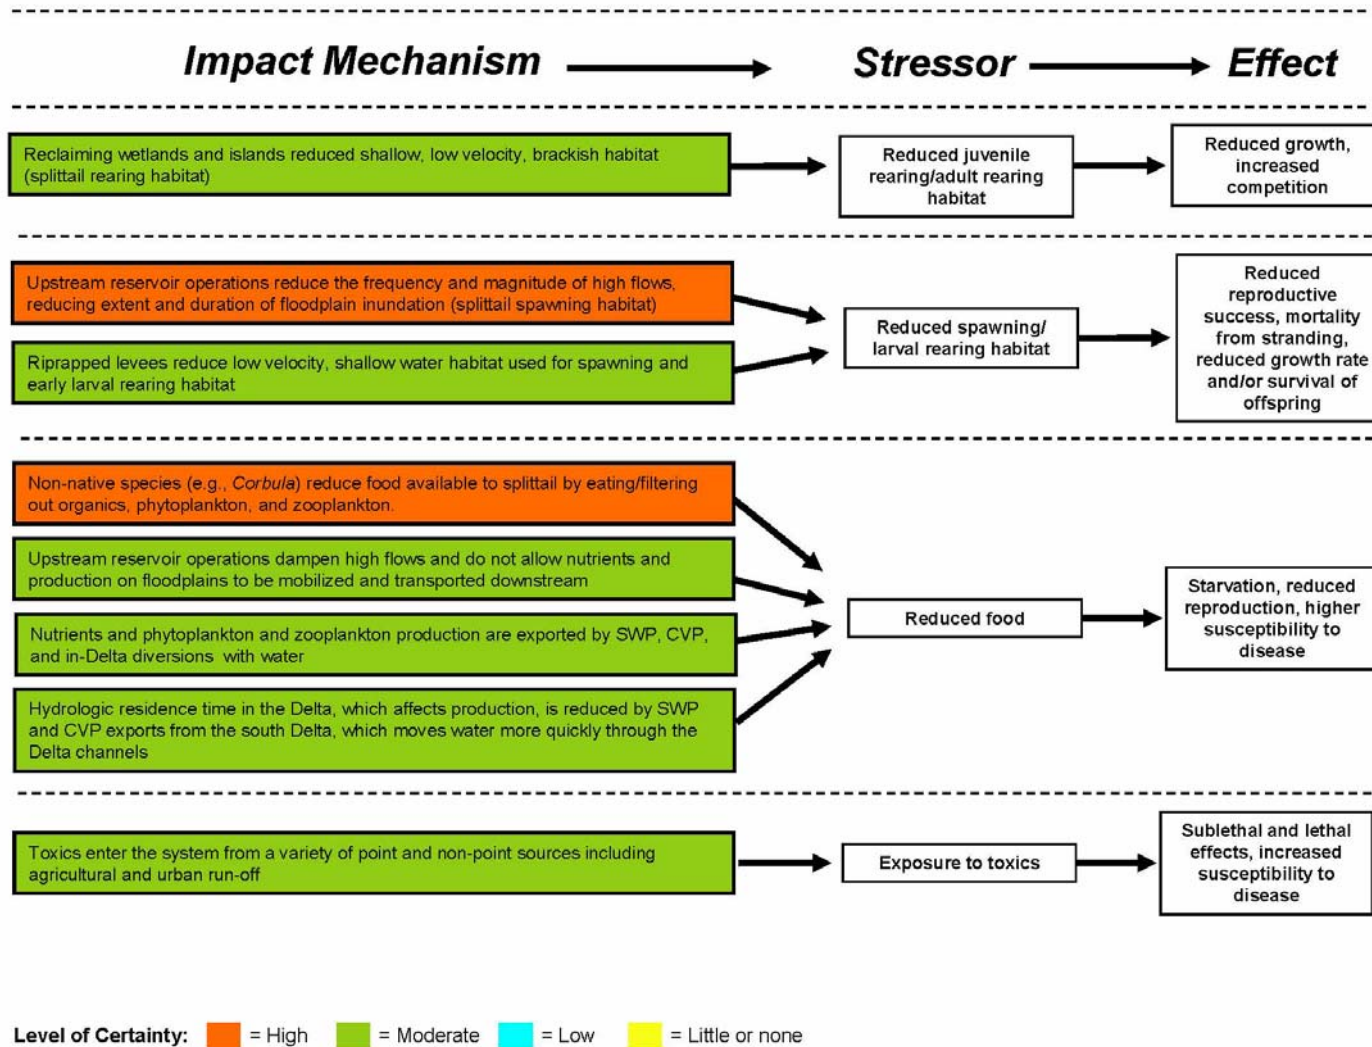 Impact Mechanism Stressor Effect
Reclaiming wetlands and islands reduced shallow, low velocity, brackish habitat
(splittail rearing habitat)
Reduced juvenile
rearing/adult rearing
habitat
Reduced growth,
increased
competition
Upstream reservoir operations reduce the frequency and magnitude of high flows,
reducing extent and duration of floodplain inundation (splittail spawning habitat)
Riprapped levees reduce low velocity, shallow water habitat used for spawning and
early larval rearing habitat
Reduced spawning/
larval rearing habitat
Reduced
reproductive
success, mortality
from stranding,
reduced growth rate
and/or survival of
offspring
Non-native species (e.g., Corbula) reduce food available to splittail by eating/filtering
out organics, phytoplankton, and zooplankton.
Upstream reservoir operations dampen high flows and do not allow nutrients and
production on floodplains to be mobilized and transported downstream
Nutrients and phytoplankton and zooplankton production are exported by SWP, CVP,
and in-Delta diversions with water
Hydrologic residence time in the Delta, which affects production, is reduced by SWP
and CVP exports from the south Delta, which moves water more quickly through the
Delta channels
Reduced food
Starvation, reduced
reproduction, higher
susceptibility to
disease
Toxics enter the system from a variety of point and non-point sources including
agricultural and urban run-off
Exposure to toxics
Sublethal and lethal
effects, increased
susceptibility to
disease
Level of Certainty: = High = Moderate = Low = Little or none